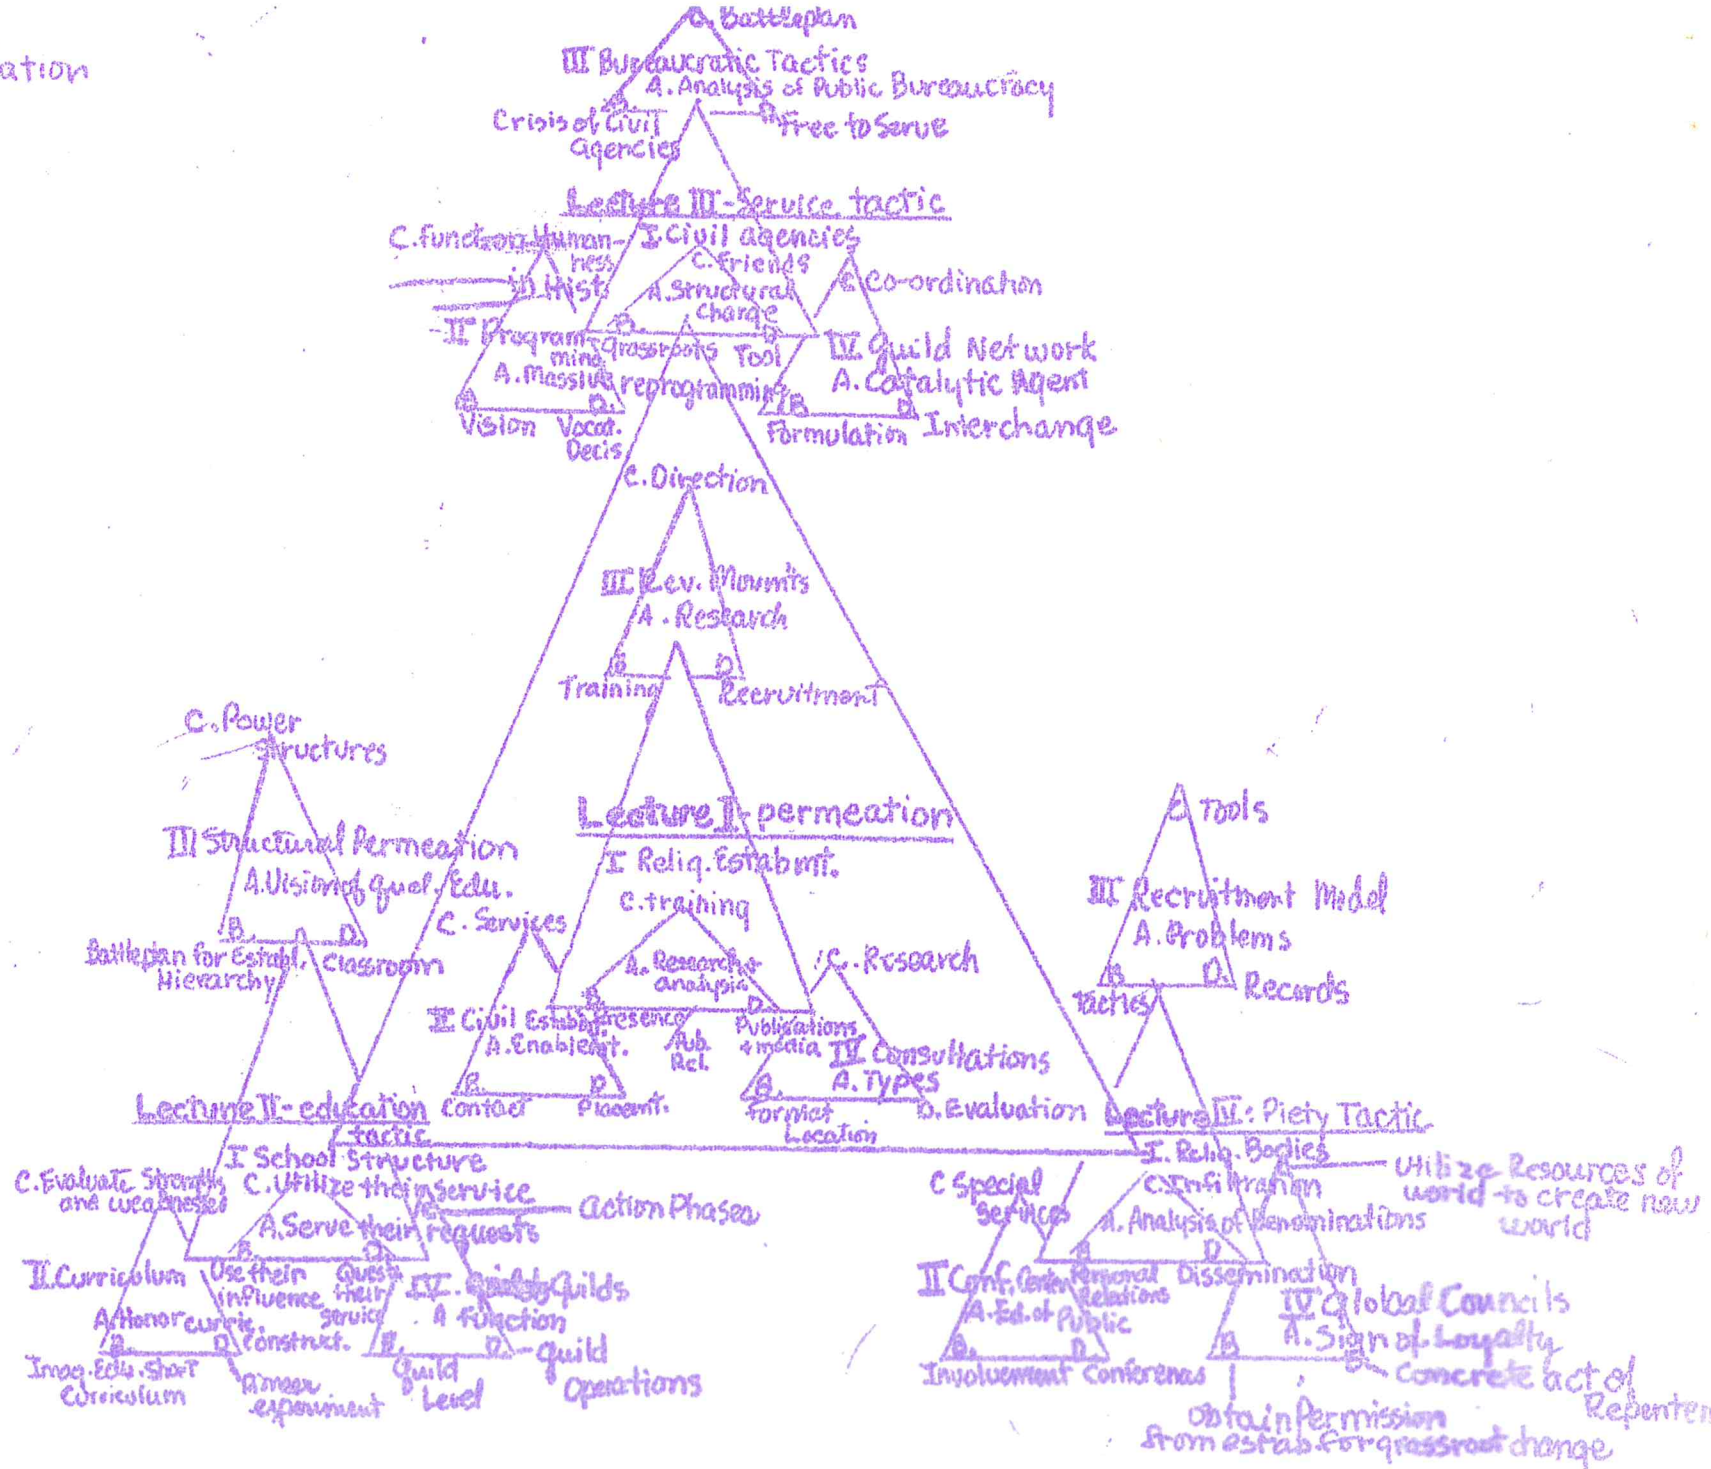 ation
C. Battleplan
III Bureaucratic Tactics
A. Analysis of Public Bureaucracy
B. D.
Crisis of Civil
Agencies
Free to Serve
Lecture III-Service tactic
C. Function Human-
ness
in Hist.
I. Civil agencies
C. Friends
A. Structural
Change
B. grassroots
D. Tool
reprogramming
C Co-ordination
II Program-
ming
A. Massive
B. D.
Vision Vocat.
Decis.
IV Guild Network
A. Catalytic Agent
B. D.
Formulation Interchange
C. Direction
III Rev. Movmts
A. Research
B D
Training Recruitment
C. Power
Structures
III Structural Permeation
A. Vision of qual. Edu.
B. D.
Battleplan for Establ.
Hierarchy
Classroom
Lecture II-permeation
I Relig. Estabmt.
C. training
A. Research +
analysis
B. D.
Presence
Pub.
Rel.
Publications
+ media
C. Services
II Civil Estab.
A. Enablemt.
B. D.
Contact Placemt.
C. Research
IV Consultations
A. Types
B. Format
Location
D. Evaluation
C Tools
III Recruitment Model
A. Problems
B D.
Tactics Records
Lecture II-education
tactic
I School Structure
C. Utilize their service
A. Serve their requests
B. D.
Use their
influence
Quest
their
service
C. Evaluate Strengths
and weaknesses
II. Curriculum
A. Honor curric.
construct.
B. D.
Imag. Edu. Short
Curriculum
Pioneer
experiment
C Action Phases
IV. Guilds
A Function
B. D-
Guild
Level
Guild
Operations
Lecture IV: Piety Tactic
I. Relig. Bodies
C. Infiltration
A. Analysis of Denominations
B D
Personal
Relations
Dissemination
C Special
Services
II Conf. Center
A. Ed. of Public
B. D.
Involvement Conferences
Utilize Resources of
world to create new
world
IV Global Councils
A. Sign of Loyalty
B D
Concrete act of
Repenten
Obtain Permission
from estab. for grassroot change